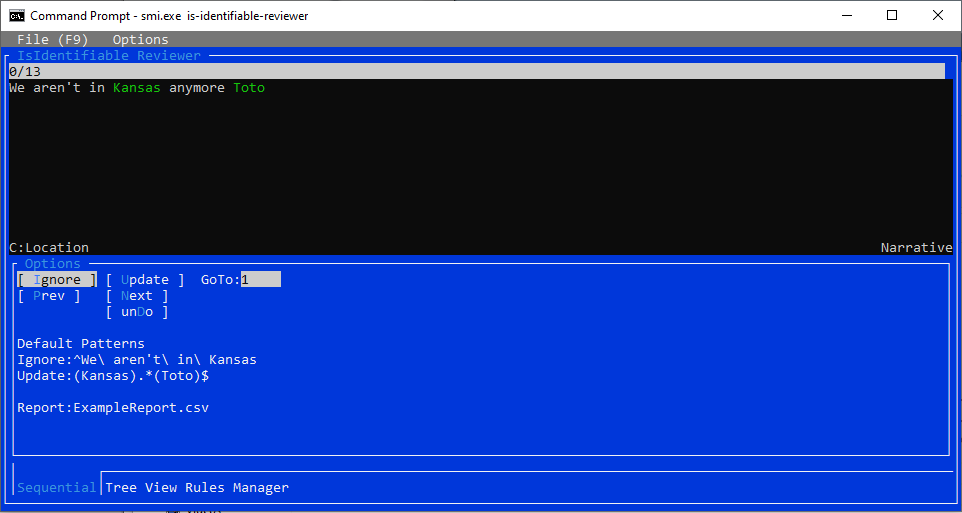 Command Prompt - smi.exe is-identifiable-reviewer
File (F9) Options
IsIdentifiable Reviewer
0/13
We aren't in Kansas anymore Toto
C:Location Narrative
Options
[ Ignore ] [ Update ] GoTo:1
[ Prev ] [ Next ]
[ unDo ]
Default Patterns
Ignore:^We\ aren't\ in\ Kansas
Update:(Kansas).*(Toto)$
Report:ExampleReport.csv
Sequential Tree View Rules Manager